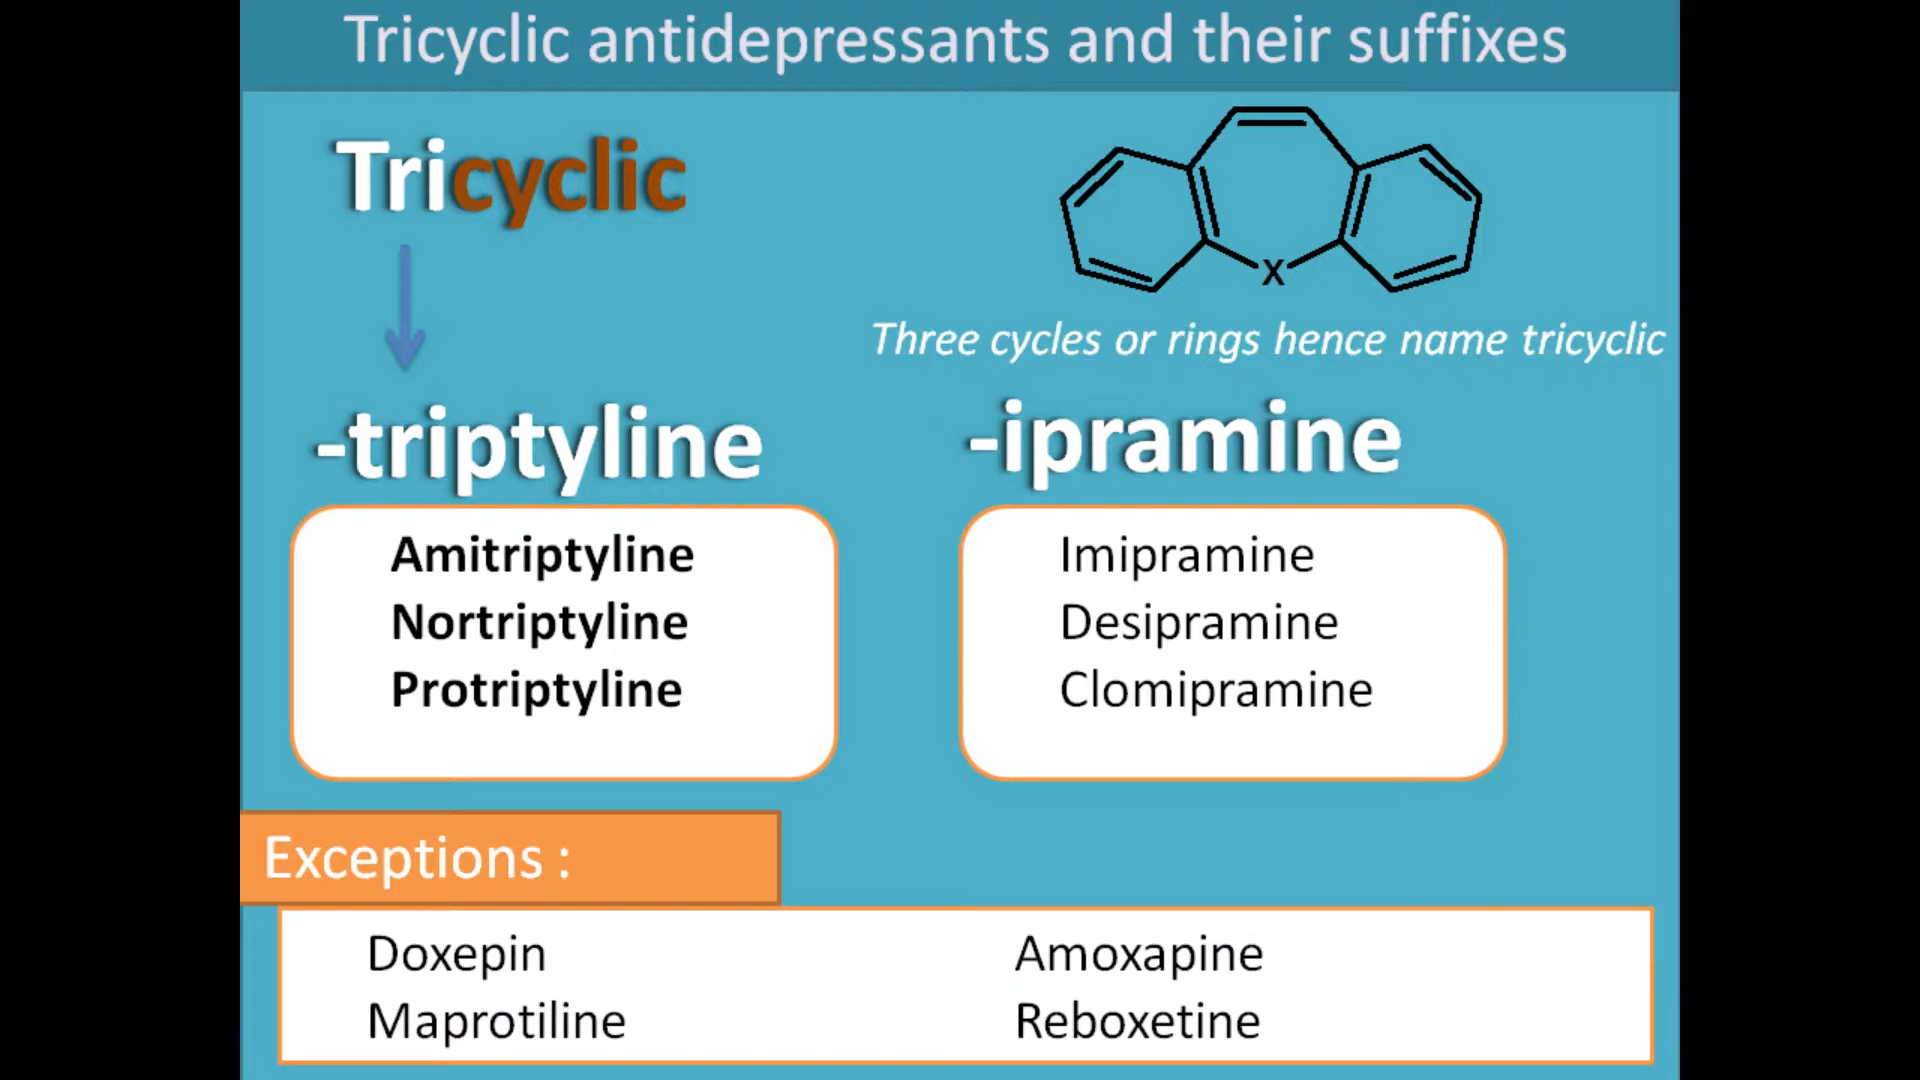 Tricyclic antidepressants and their suffixes
Tricyclic
X
Three cycles or rings hence name tricyclic
-triptyline
Amitriptyline
Nortriptyline
Protriptyline
-ipramine
Imipramine
Desipramine
Clomipramine
Exceptions :
Doxepin
Maprotiline
Amoxapine
Reboxetine